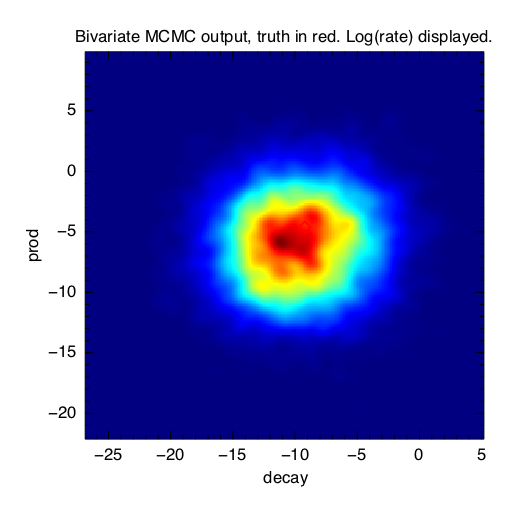 Bivariate MCMC output, truth in red. Log(rate) displayed.
5
0
−5
−10
−15
−20
prod
−25 −20 −15 −10 −5 0 5
decay